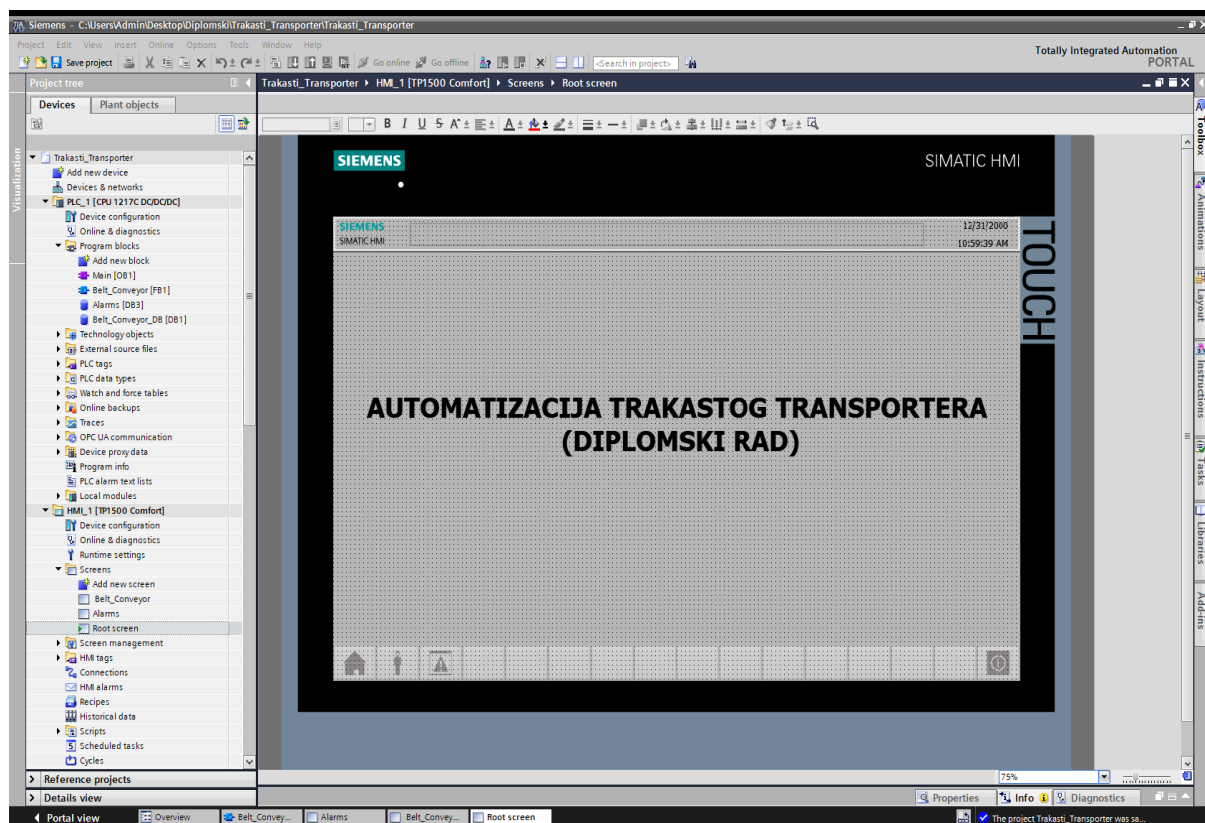 Siemens - C:\Users\Admin\Desktop\Diplomski\Trakasti_Transporter\Trakasti_Transporter
Project Edit View Insert Online Options Tools Window Help
Totally Integrated Automation
PORTAL
Save project
Go online
Go offline
<Search in project>
Project tree
Trakasti_Transporter HMI_1 [TP1500 Comfort] Screens Root screen
Devices
Plant objects
B I U S A A
Visualization
Trakasti_Transporter
Add new device
Devices & networks
PLC_1 [CPU 1217C DC/DC/DC]
Device configuration
Online & diagnostics
Program blocks
Add new block
Main [OB1]
Belt_Conveyor [FB1]
Alarms [DB3]
Belt_Conveyor_DB [DB1]
Technology objects
External source files
PLC tags
PLC data types
Watch and force tables
Online backups
Traces
OPC UA communication
Device proxy data
Program info
PLC alarm text lists
Local modules
HMI_1 [TP1500 Comfort]
Device configuration
Online & diagnostics
Runtime settings
Screens
Add new screen
Belt_Conveyor
Alarms
Root screen
Screen management
HMI tags
Connections
HMI alarms
Recipes
Historical data
Scripts
Scheduled tasks
Cycles
Reference projects
Details view
SIEMENS
SIMATIC HMI
SIEMENS
SIMATIC HMI
12/31/2000
10:59:39 AM
TOUCH
AUTOMATIZACIJA TRAKASTOG TRANSPORTERA
(DIPLOMSKI RAD)
Toolbox
Animations
Layout
Instructions
Tasks
Libraries
Add-ins
75%
Properties
Info
Diagnostics
Portal view
Overview
Belt_Convey...
Alarms
Belt_Convey...
Root screen
The project Trakasti_Transporter was sa...